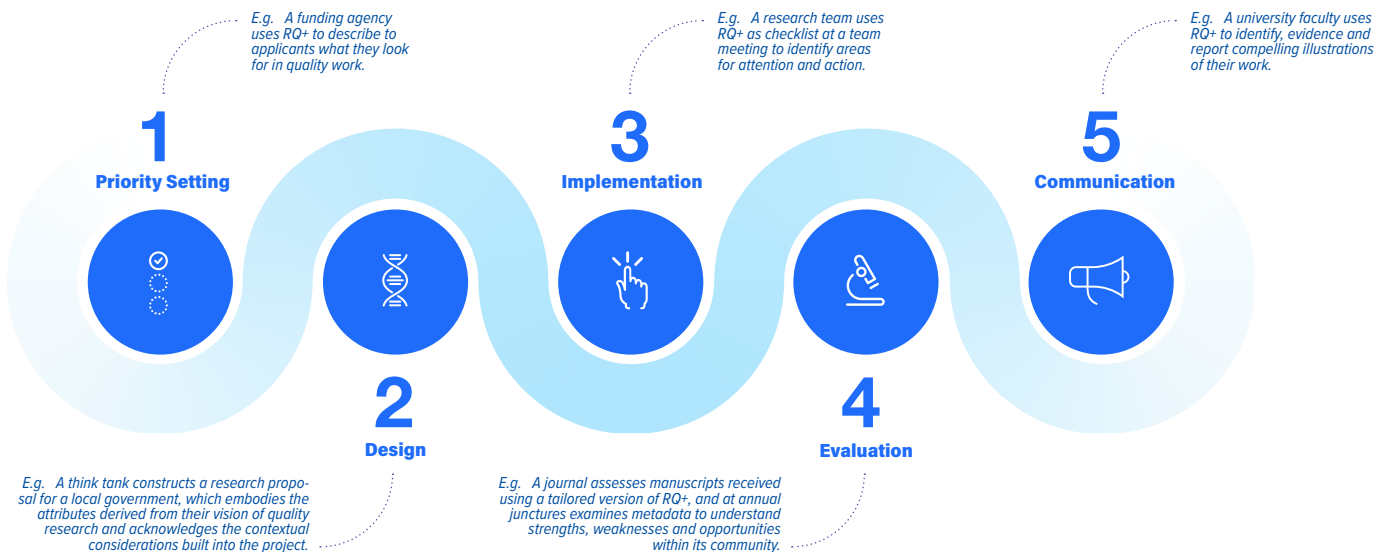 E.g. A funding agency
uses RQ+ to describe to
applicants what they look
for in quality work.
1
Priority Setting
2
Design
E.g. A think tank constructs a research propo-
sal for a local government, which embodies the
attributes derived from their vision of quality
research and acknowledges the contextual
considerations built into the project.
E.g. A research team uses
RQ+ as checklist at a team
meeting to identify areas
for attention and action.
3
Implementation
4
Evaluation
E.g. A journal assesses manuscripts received
using a tailored version of RQ+, and at annual
junctures examines metadata to understand
strengths, weaknesses and opportunities
within its community.
E.g. A university faculty uses
RQ+ to identify, evidence and
report compelling illustrations
of their work.
5
Communication